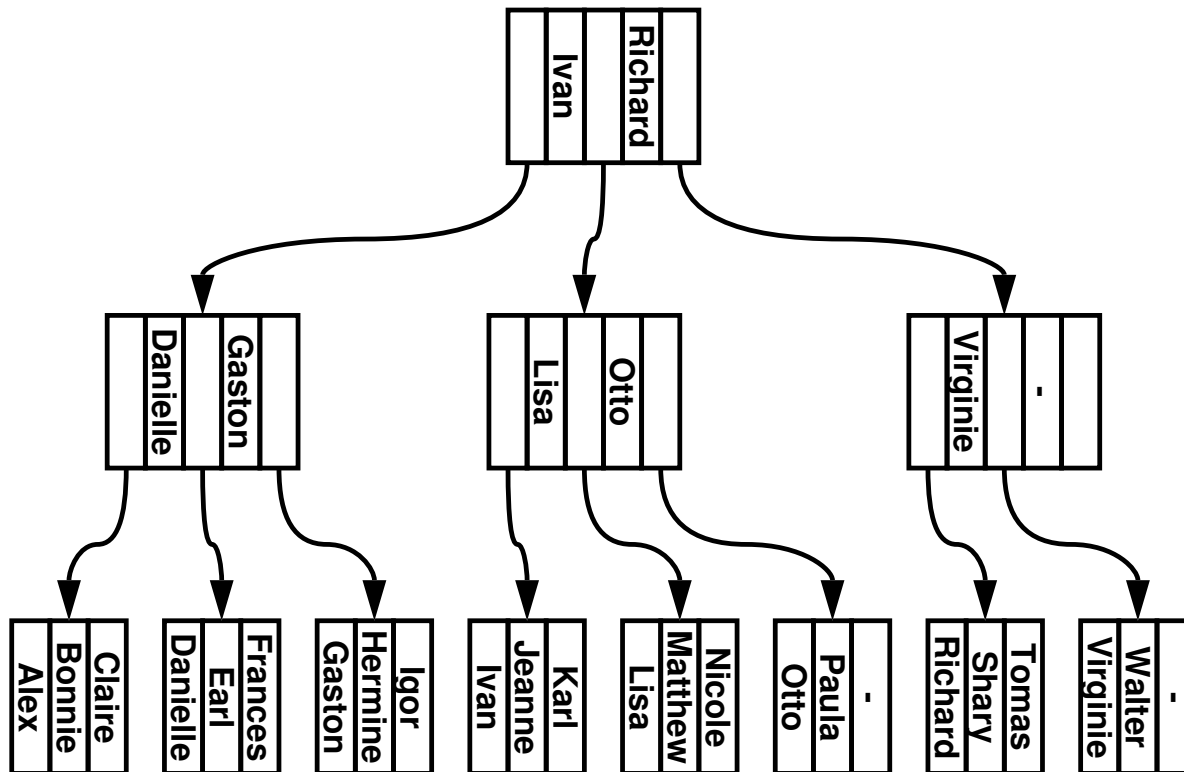 Ivan
Richard
Danielle
Gaston
Lisa
Otto
Virginie
-
Alex
Bonnie
Claire
Danielle
Earl
Frances
Gaston
Hermine
Igor
Ivan
Jeanne
Karl
Lisa
Matthew
Nicole
Otto
Paula
-
Richard
Shary
Tomas
Virginie
Walter
-